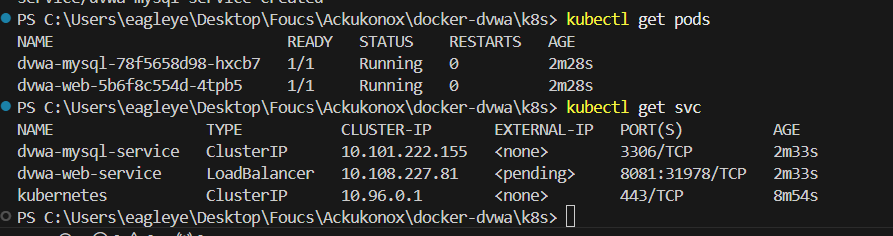 service/dvwa-mysql-service created
PS C:\Users\eagleye\Desktop\Foucs\Ackukonox\docker-dvwa\k8s> kubectl get pods
NAME READY STATUS RESTARTS AGE
dvwa-mysql-78f5658d98-hxcb7 1/1 Running 0 2m28s
dvwa-web-5b6f8c554d-4tpb5 1/1 Running 0 2m28s
PS C:\Users\eagleye\Desktop\Foucs\Ackukonox\docker-dvwa\k8s> kubectl get svc
NAME TYPE CLUSTER-IP EXTERNAL-IP PORT(S) AGE
dvwa-mysql-service ClusterIP 10.101.222.155 <none> 3306/TCP 2m33s
dvwa-web-service LoadBalancer 10.108.227.81 <pending> 8081:31978/TCP 2m33s
kubernetes ClusterIP 10.96.0.1 <none> 443/TCP 8m54s
PS C:\Users\eagleye\Desktop\Foucs\Ackukonox\docker-dvwa\k8s>